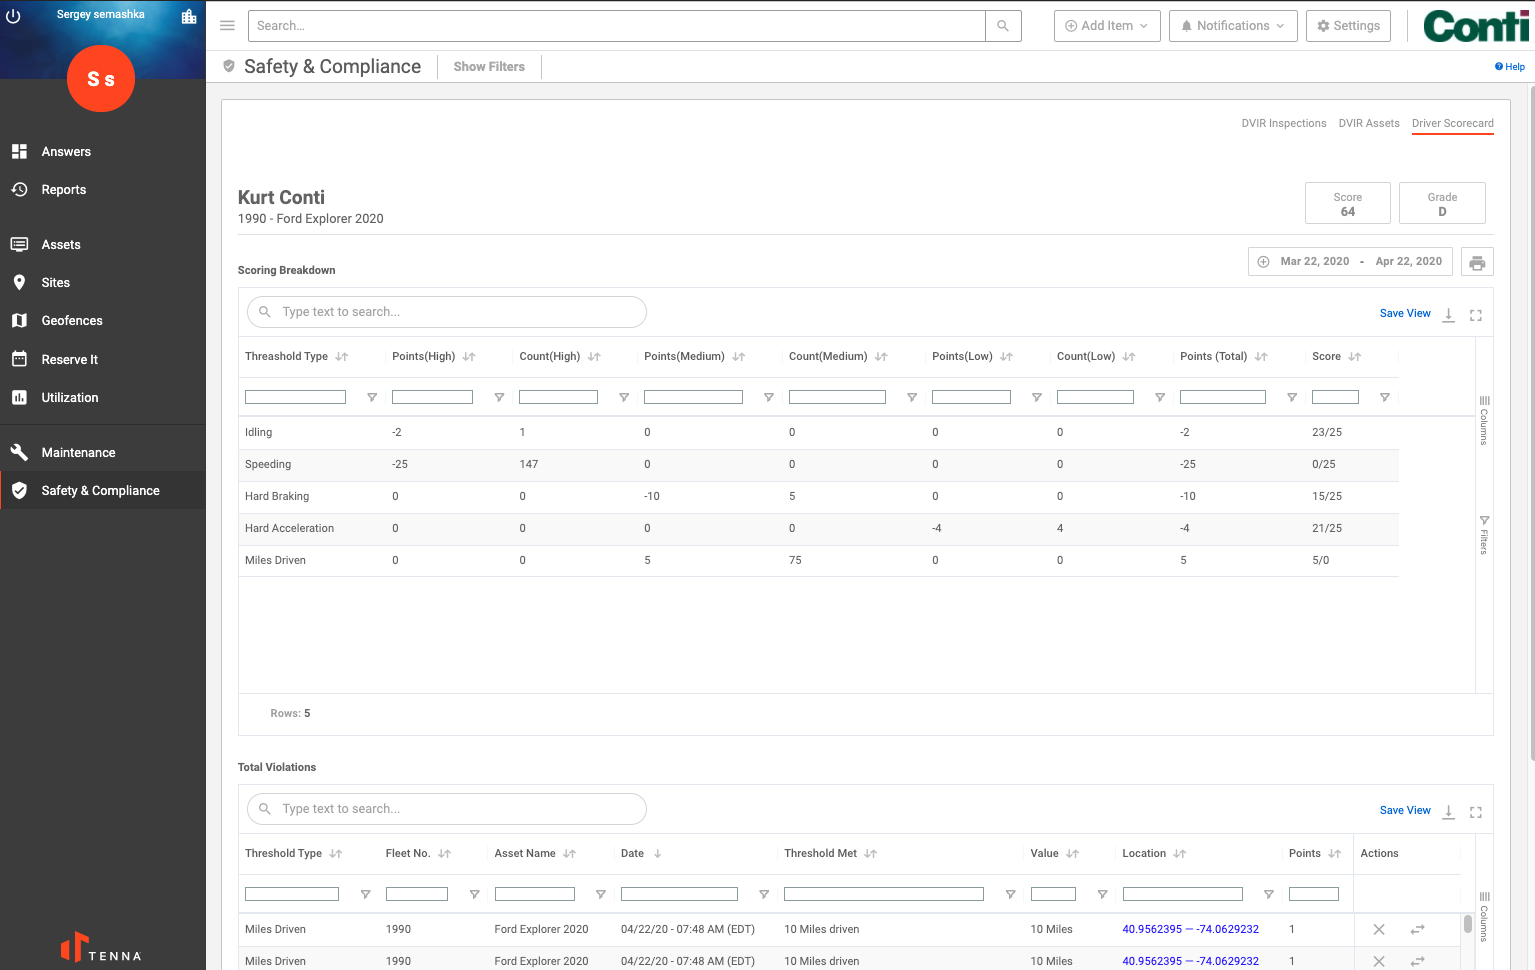 Sergey semashka
S s
Search...
Add Item
Notifications
Settings
Conti
Safety & Compliance
Show Filters
Help
Answers
Reports
Assets
Sites
Geofences
Reserve It
Utilization
Maintenance
Safety & Compliance
TENNA
DVIR Inspections DVIR Assets Driver Scorecard
Kurt Conti
1990 - Ford Explorer 2020
Score
64
Grade
D
Scoring Breakdown
Mar 22, 2020 - Apr 22, 2020
Type text to search...
Save View
Threashold Type Points(High) Count(High) Points(Medium) Count(Medium) Points(Low) Count(Low) Points (Total) Score
Idling -2 1 0 0 0 0 -2 23/25
Speeding -25 147 0 0 0 0 -25 0/25
Hard Braking 0 0 -10 5 0 0 -10 15/25
Hard Acceleration 0 0 0 0 -4 4 -4 21/25
Miles Driven 0 0 5 75 0 0 5 5/0
Columns
Filters
Rows: 5
Total Violations
Type text to search...
Save View
Threshold Type Fleet No. Asset Name Date Threshold Met Value Location Points Actions
Miles Driven 1990 Ford Explorer 2020 04/22/20 - 07:48 AM (EDT) 10 Miles driven 10 Miles 40.9562395 — -74.0629232 1
Miles Driven 1990 Ford Explorer 2020 04/22/20 - 07:48 AM (EDT) 10 Miles driven 10 Miles 40.9562395 — -74.0629232 1
Columns